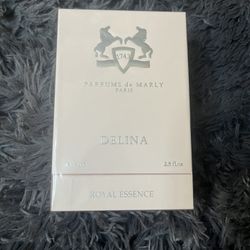 1743
PARFUMS de MARLY
PARIS
DELINA
2.5 fl.oz
ROYAL ESSENCE